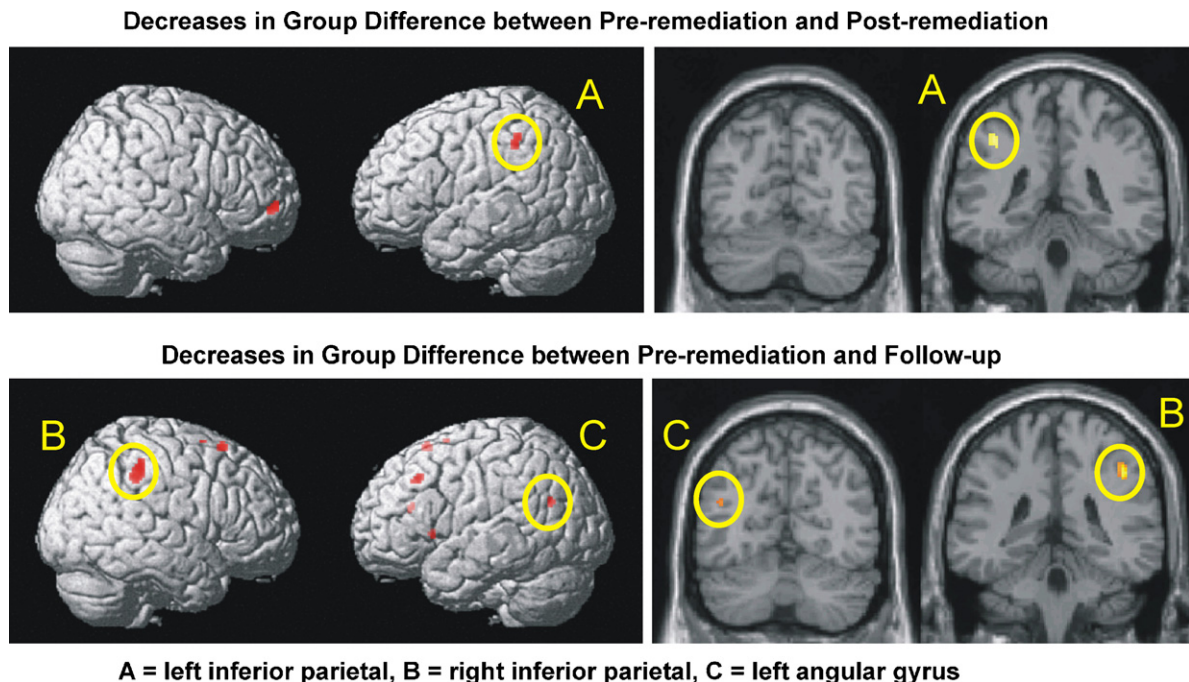 Decreases in Group Difference between Pre-remediation and Post-remediation
A
A
Decreases in Group Difference between Pre-remediation and Follow-up
B
C
C
B
A = left inferior parietal, B = right inferior parietal, C = left angular gyrus